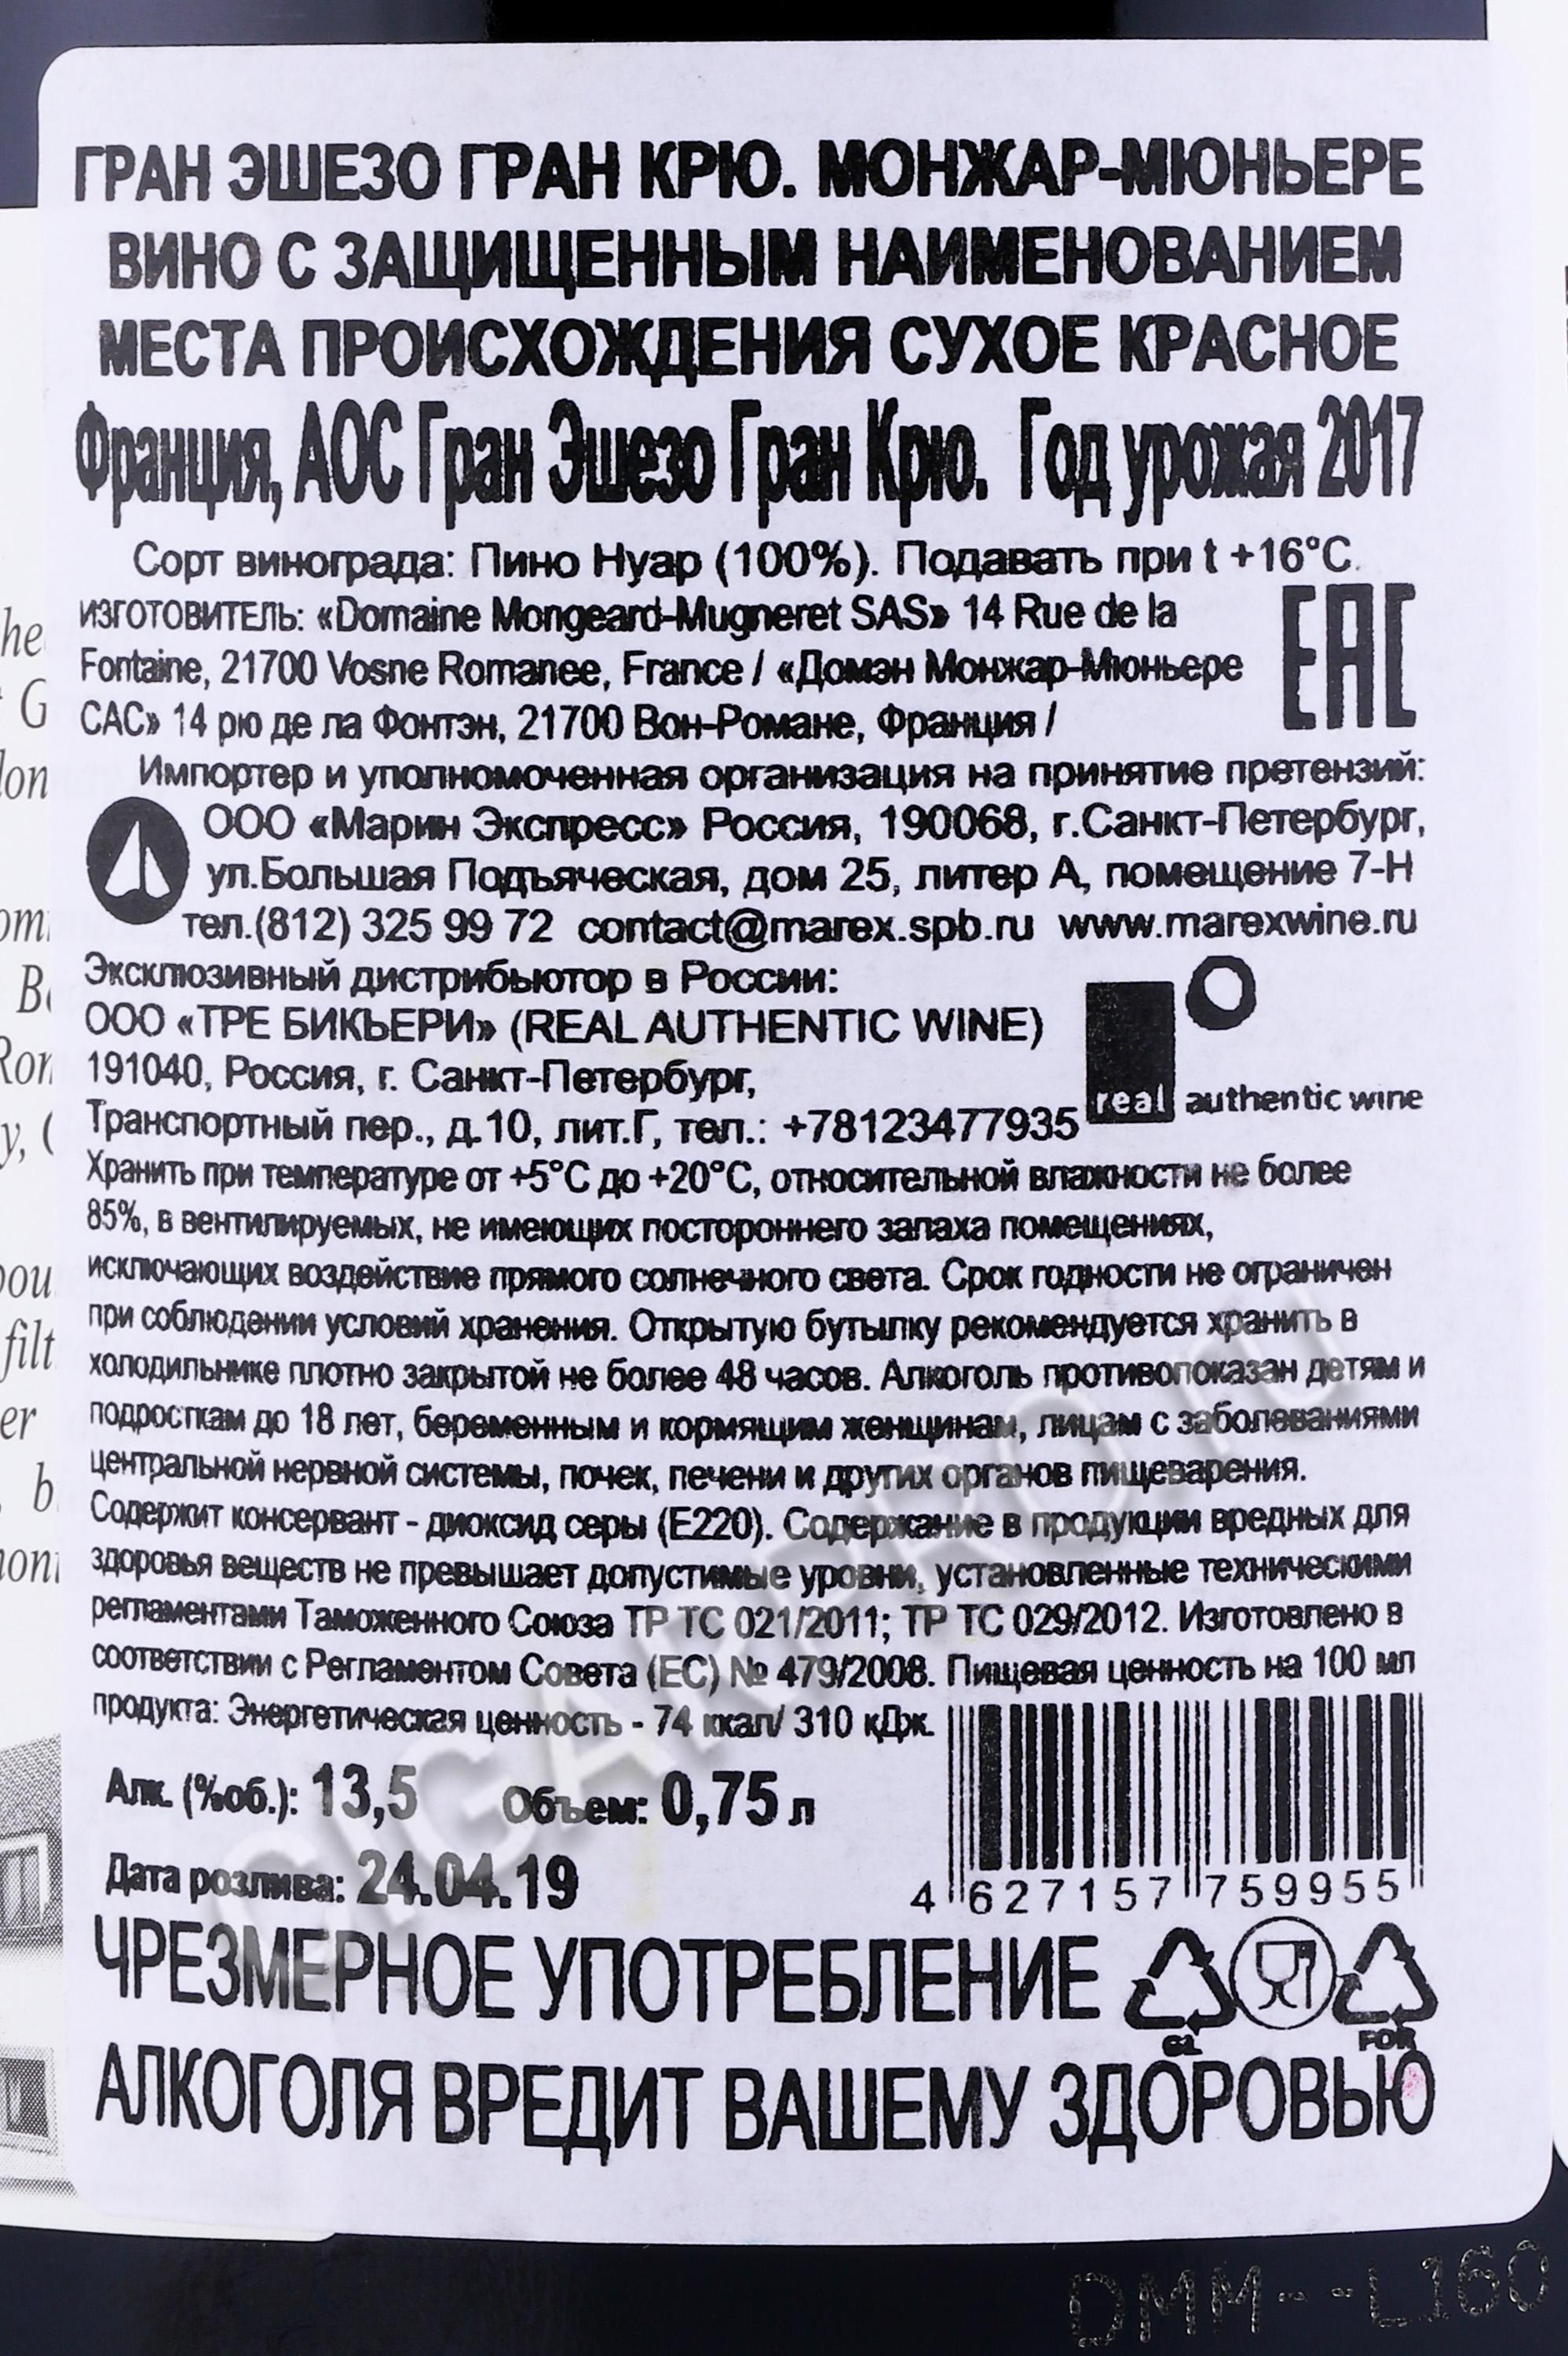 ГРАН ЭШЕЗО ГРАН КРЮ. МОНЖАР-МЮНЬЕРЕ
ВИНО С ЗАЩИЩЕННЫМ НАИМЕНОВАНИЕМ
МЕСТА ПРОИСХОЖДЕНИЯ СУХОЕ КРАСНОЕ
Франция, АОС Гран Эшезо Гран Крю. Год урожая 2017
Сорт винограда: Пино Нуар (100%). Подавать при t +16°C.
ИЗГОТОВИТЕЛЬ: «Domaine Mongeard-Mugneret SAS» 14 Rue de la
Fontaine, 21700 Vosne Romanee, France / «Домэн Монжар-Мюньере
САС» 14 рю де ла Фонтэн, 21700 Вон-Романе, Франция /
EAC
Импортер и уполномоченная организация на принятие претензий:
ООО «Марин Экспресс» Россия, 190068, г.Санкт-Петербург,
ул.Большая Подъяческая, дом 25, литер А, помещение 7-Н
тел.(812) 325 99 72 contact@marex.spb.ru www.marexwine.ru
Эксклюзивный дистрибьютор в России:
ООО «ТРЕ БИКЬЕРИ» (REAL AUTHENTIC WINE)
191040, Россия, г. Санкт-Петербург,
Транспортный пер., д.10, лит.Г, тел.: +78123477935
real authentic wine
Хранить при температуре от +5°C до +20°C, относительной влажности не более
85%, в вентилируемых, не имеющих постороннего запаха помещениях,
исключающих воздействие прямого солнечного света. Срок годности не ограничен
при соблюдении условий хранения. Открытую бутылку рекомендуется хранить в
холодильнике плотно закрытой не более 48 часов. Алкоголь противопоказан детям и
подросткам до 18 лет, беременным и кормящим женщинам, лицам с заболеваниями
центральной нервной системы, почек, печени и других органов пищеварения.
Содержит консервант - диоксид серы (Е220). Содержание в продукции вредных для
здоровья веществ не превышает допустимые уровни, установленные техническими
регламентами Таможенного Союза ТР ТС 021/2011; ТР ТС 029/2012. Изготовлено в
соответствии с Регламентом Совета (ЕС) № 479/2008. Пищевая ценность на 100 мл
продукта: Энергетическая ценность - 74 ккал/ 310 кДж.
Алк. (%об.): 13,5 Объем: 0,75 л
Дата розлива: 24.04.19
4 627157 759955
ЧРЕЗМЕРНОЕ УПОТРЕБЛЕНИЕ
FOR
АЛКОГОЛЯ ВРЕДИТ ВАШЕМУ ЗДОРОВЬЮ
DMM--L160